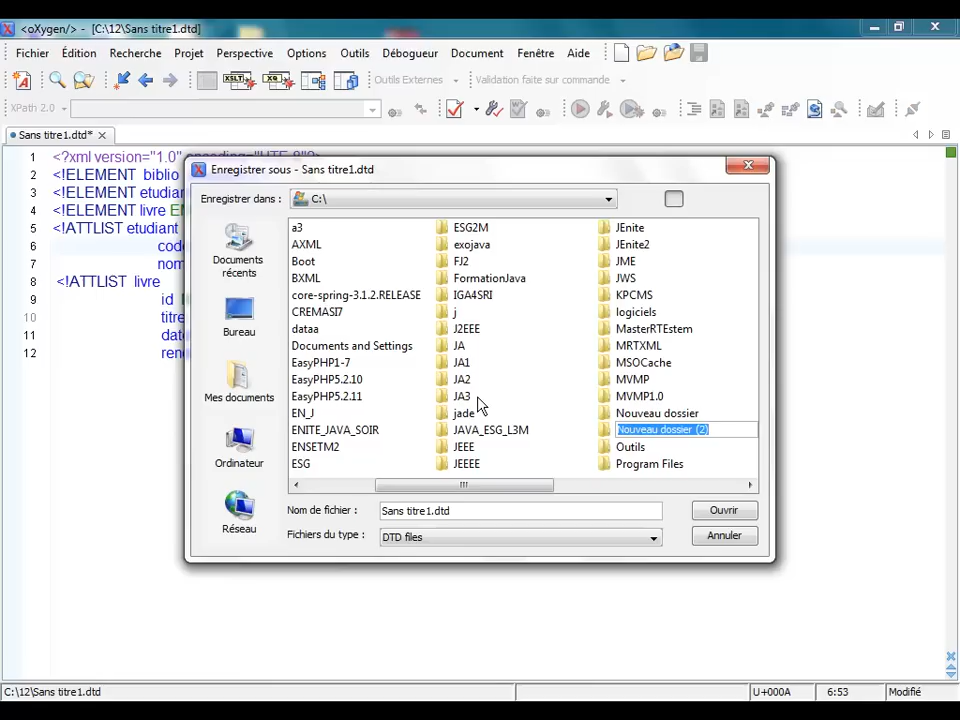 <oXygen/> - [C:\12\Sans titre1.dtd]
Fichier Édition Recherche Projet Perspective Options Outils Débogueur Document Fenêtre Aide
XSLT XQ Outils Externes Validation faite sur commande
XPath 2.0
Sans titre1.dtd*
1 <?xml version="1.0"
2 <!ELEMENT biblio
3 <!ELEMENT etudian
4 <!ELEMENT livre
5 <!ATTLIST etudiant
6 code
7 nom
8 <!ATTLIST livre
9 id
10 titre
11 date
12
Enregistrer sous - Sans titre1.dtd
Enregistrer dans : C:\
Documents récents
Bureau
Mes documents
Ordinateur
Réseau
a3
AXML
Boot
BXML
core-spring-3.1.2.RELEASE
CREMASI7
dataa
Documents and Settings
EasyPHP1-7
EasyPHP5.2.10
EasyPHP5.2.11
EN_J
ENITE_JAVA_SOIR
ENSETM2
ESG
ESG2M
exojava
FJ2
FormationJava
IGA4SRI
j
J2EEE
JA
JA1
JA2
JA3
jade
JAVA_ESG_L3M
JEEE
JEEEE
JEnite
JEnite2
JME
JWS
KPCMS
logiciels
MasterRTEstem
MRTXML
MSOCache
MVMP
MVMP1.0
Nouveau dossier
Nouveau dossier (2)
Outils
Program Files
Nom de fichier : Sans titre1.dtd Ouvrir
Fichiers du type : DTD files Annuler
C:\12\Sans titre1.dtd U+000A 6:53 Modifié